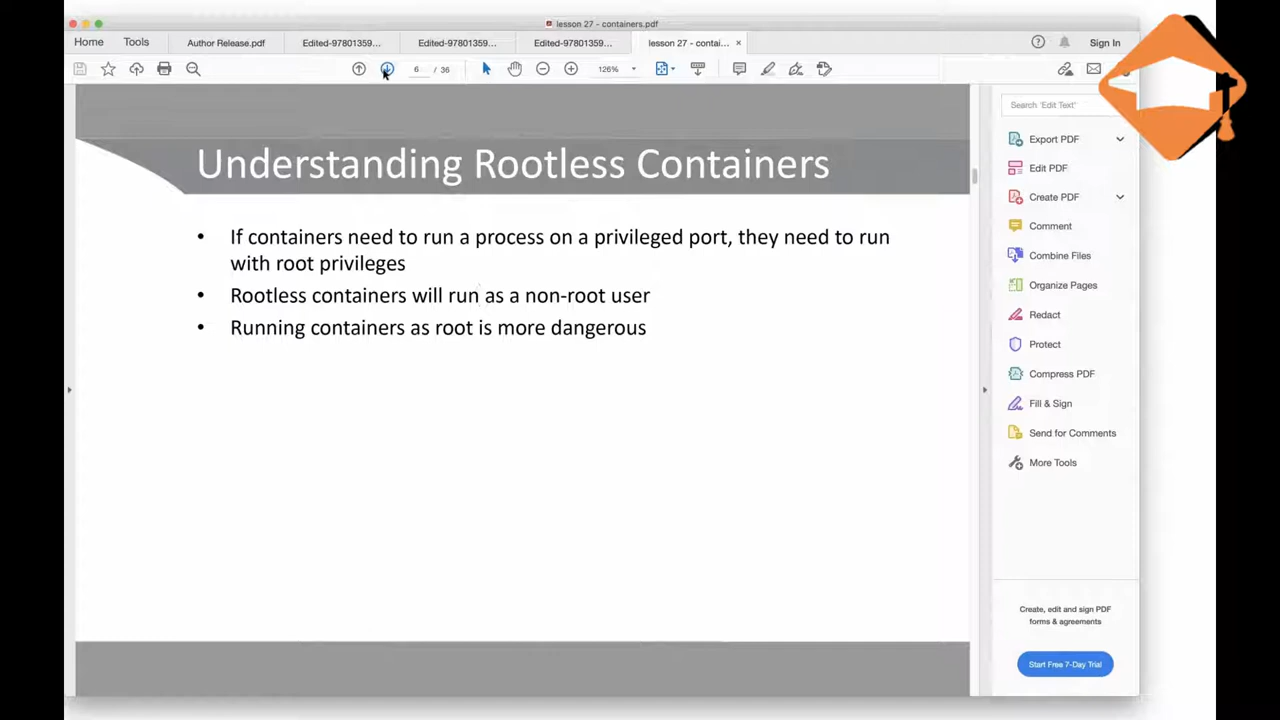 lesson 27 - containers.pdf
Home Tools Author Release.pdf Edited-97801359... Edited-97801359... Edited-97801359... lesson 27 - contai... × Sign In
6 / 36 126%
Search 'Edit Text'
Understanding Rootless Containers
• If containers need to run a process on a privileged port, they need to run
with root privileges
• Rootless containers will run as a non-root user
• Running containers as root is more dangerous
Export PDF
Edit PDF
Create PDF
Comment
Combine Files
Organize Pages
Redact
Protect
Compress PDF
Fill & Sign
Send for Comments
More Tools
Create, edit and sign PDF
forms & agreements
Start Free 7-Day Trial